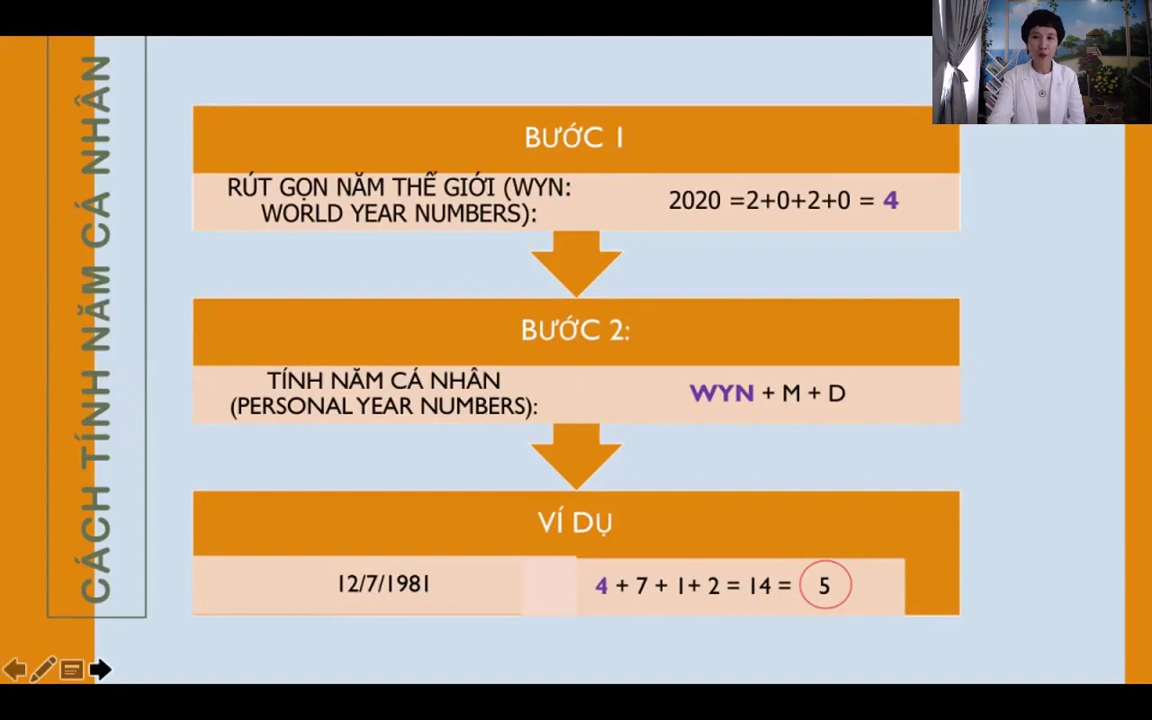 CÁCH TÍNH NĂM CÁ NHÂN
BƯỚC 1
RÚT GỌN NĂM THẾ GIỚI (WYN:
WORLD YEAR NUMBERS):
2020 =2+0+2+0 = 4
BƯỚC 2:
TÍNH NĂM CÁ NHÂN
(PERSONAL YEAR NUMBERS):
WYN + M + D
VÍ DỤ
12/7/1981
4 + 7 + 1+ 2 = 14 = 5